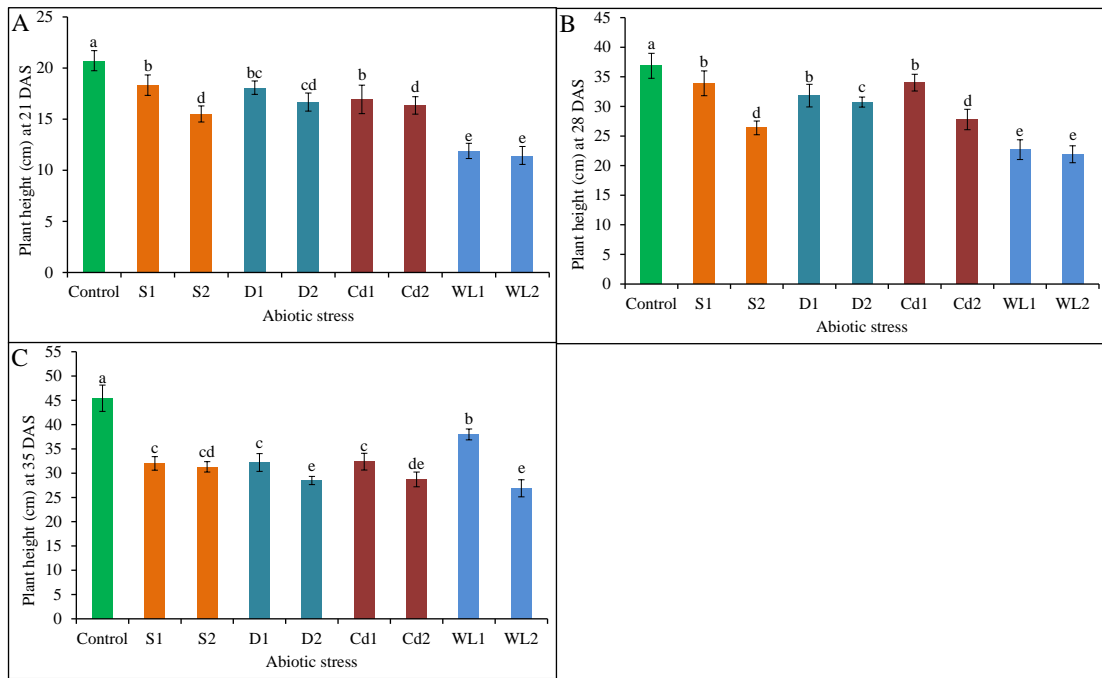 A
Plant height (cm) at 21 DAS
25
20
15
10
5
0
a
b
d
bc
cd
b
d
e
e
Control S1 S2 D1 D2 Cd1 Cd2 WL1 WL2
Abiotic stress
B
Plant height (cm) at 28 DAS
45
40
35
30
25
20
15
10
5
0
a
b
d
b
c
b
d
e
e
Control S1 S2 D1 D2 Cd1 Cd2 WL1 WL2
Abiotic stress
C
Plant height (cm) at 35 DAS
55
50
45
40
35
30
25
20
15
10
5
0
a
c
cd
c
e
c
de
b
e
Control S1 S2 D1 D2 Cd1 Cd2 WL1 WL2
Abiotic stress